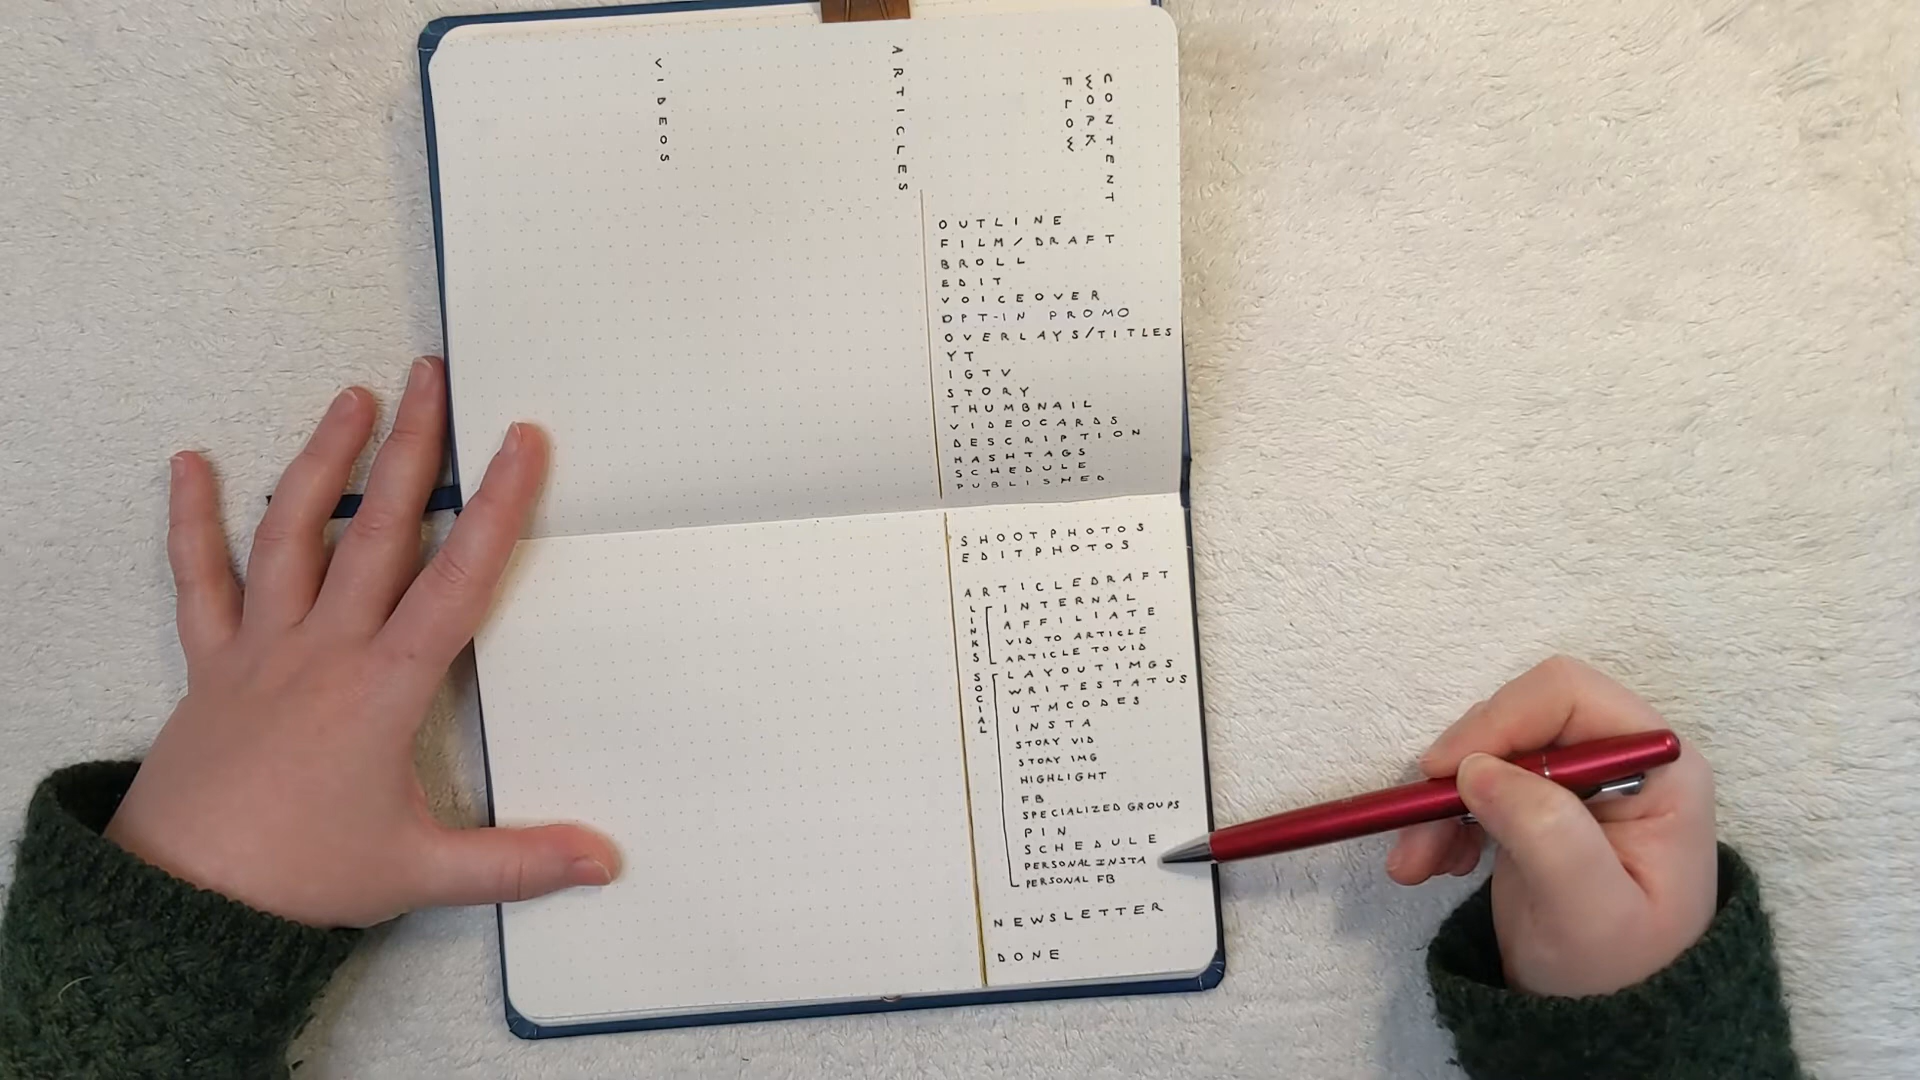 CONTENT
WORK
FLOW
ARTICLES
VIDEOS
OUTLINE
FILM/DRAFT
BROLL
EDIT
VOICEOVER
OPT-IN PROMO
OVERLAYS/TITLES
YT
IGTV
STORY
THUMBNAIL
VIDEOCARDS
DESCRIPTION
HASHTAGS
SCHEDULE
PUBLISHED
SHOOTPHOTOS
EDITPHOTOS
ARTICLEDRAFT
LINKS
INTERNAL
AFFILIATE
VID TO ARTICLE
ARTICLE TO VID
SOCIAL
LAYOUTIMGS
WRITESTATUS
UTMCODES
INSTA
STORY VID
STORY IMG
HIGHLIGHT
FB
SPECIALIZED GROUPS
PIN
SCHEDULE
PERSONAL INSTA
PERSONAL FB
NEWSLETTER
DONE